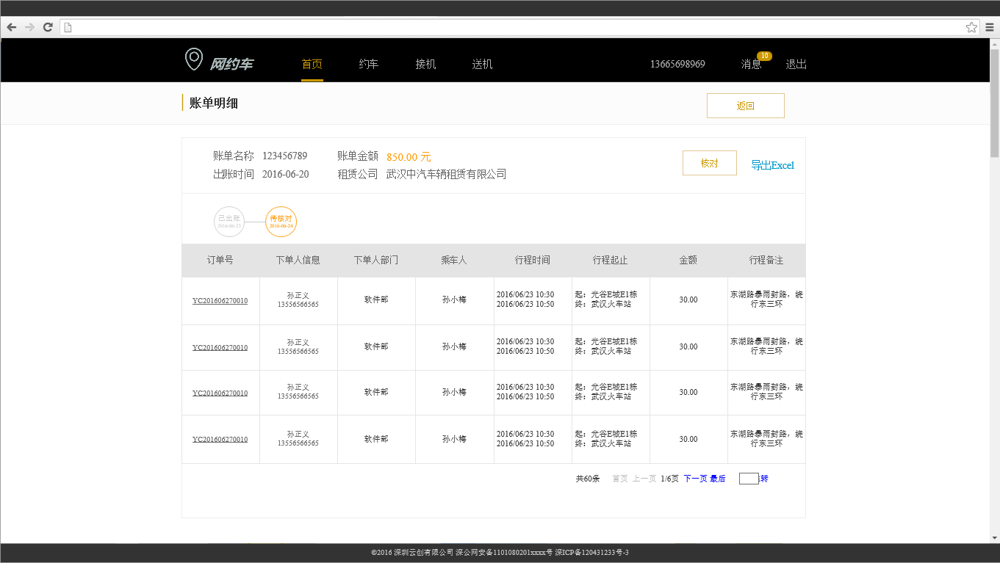 网约车 首页 约车 接机 送机 13665698969 消息 10 退出
账单明细 返回
账单名称 123456789 账单金额 850.00 元 核对 导出Excel
出账时间 2016-06-20 租赁公司 武汉中汽车辆租赁有限公司
已出账 待核对
2016-06-23 2016-06-24
订单号 下单人信息 下单人部门 乘车人 行程时间 行程起止 金额 行程备注
YC201606270010 孙正义 13556566565 软件部 孙小梅 2016/06/23 10:30 2016/06/23 10:50 起：光谷E城E1栋 终：武汉火车站 30.00 东湖路暴雨封路，绕行东三环
YC201606270010 孙正义 13556566565 软件部 孙小梅 2016/06/23 10:30 2016/06/23 10:50 起：光谷E城E1栋 终：武汉火车站 30.00 东湖路暴雨封路，绕行东三环
YC201606270010 孙正义 13556566565 软件部 孙小梅 2016/06/23 10:30 2016/06/23 10:50 起：光谷E城E1栋 终：武汉火车站 30.00 东湖路暴雨封路，绕行东三环
YC201606270010 孙正义 13556566565 软件部 孙小梅 2016/06/23 10:30 2016/06/23 10:50 起：光谷E城E1栋 终：武汉火车站 30.00 东湖路暴雨封路，绕行东三环
共60条 首页 上一页 1/6页 下一页 最后 转
©2016 深圳云创有限公司 深公网安备1101080201xxxx号 深ICP备120431233号-3